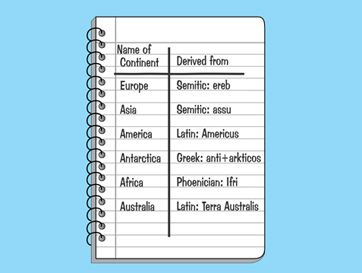 Name of
Continent Derived from
Europe Semitic: ereb
Asia Semitic: assu
America Latin: Americus
Antarctica Greek: anti+arkticos
Africa Phoenician: Ifri
Australia Latin: Terra Australis